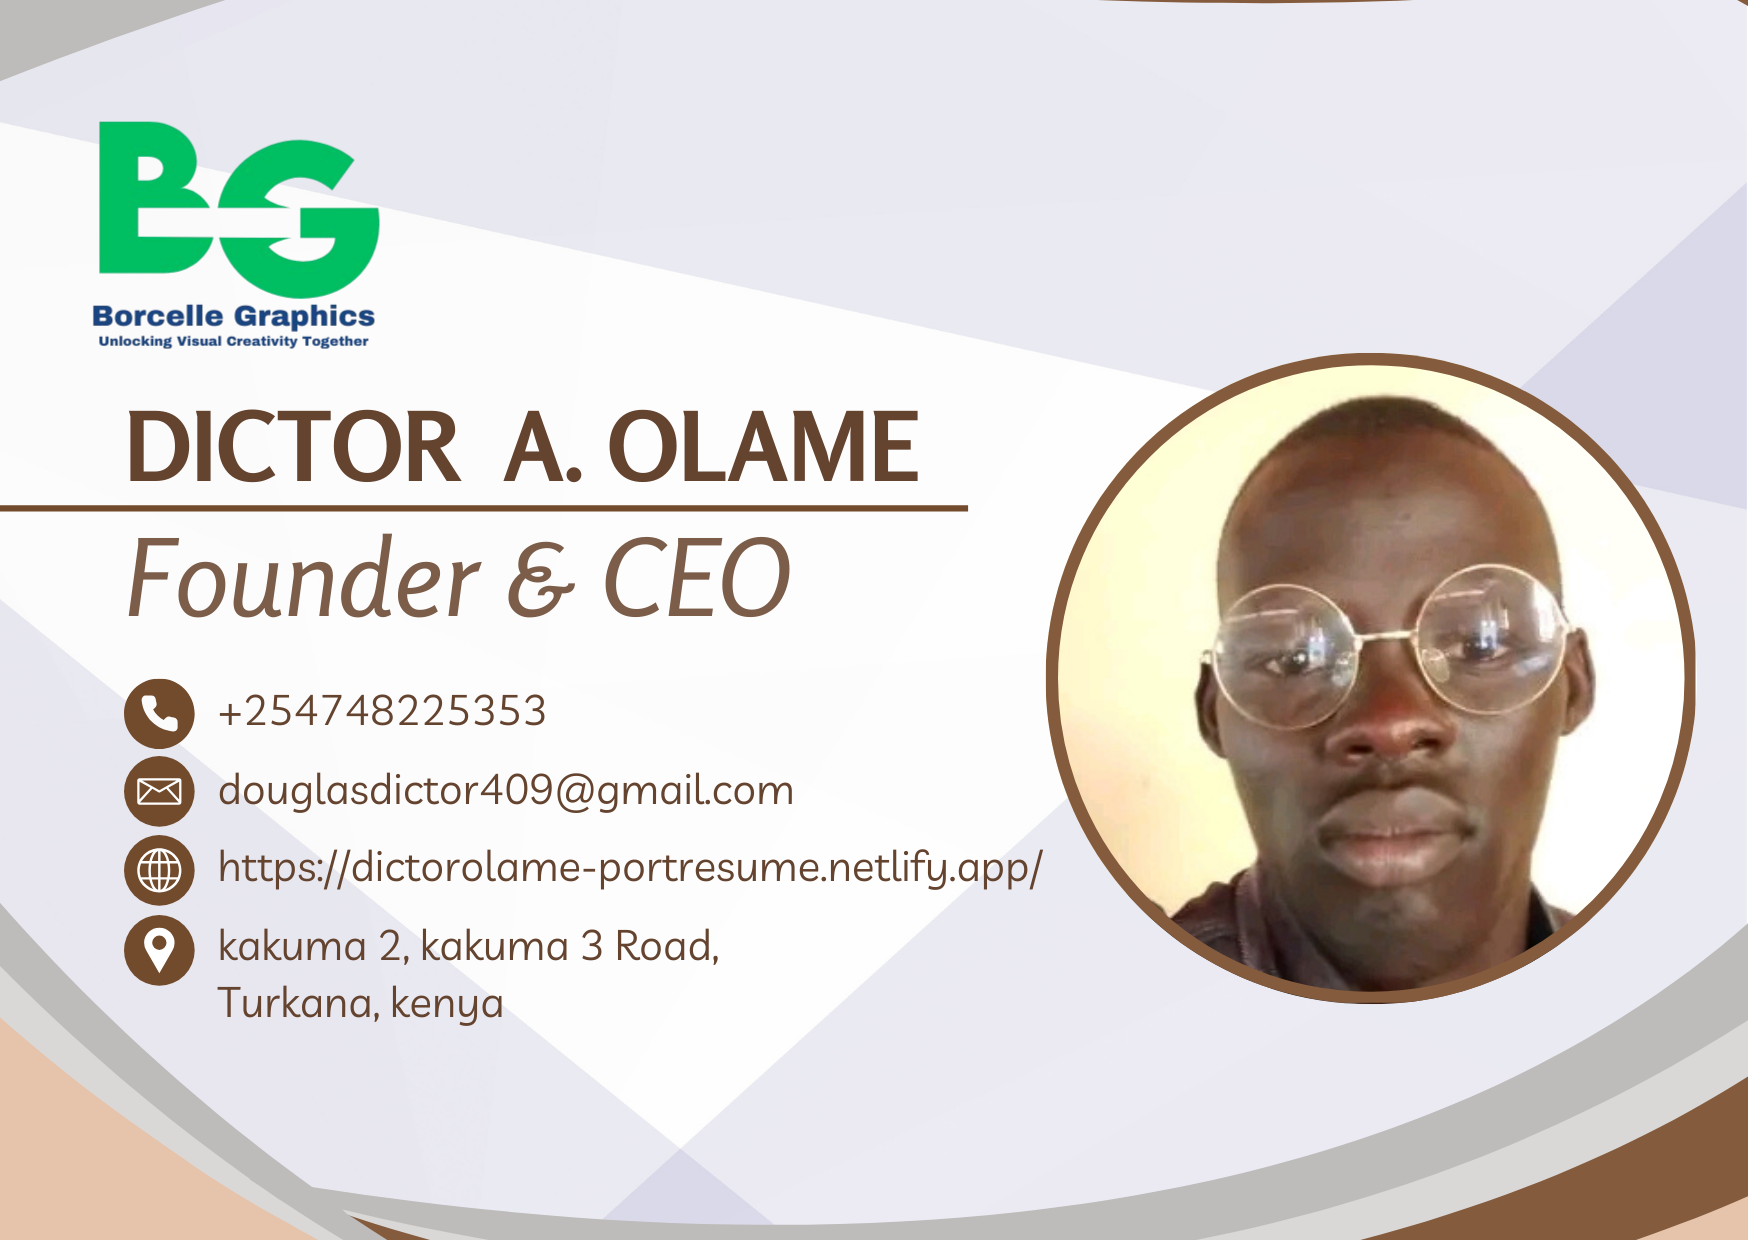 BG
Borcelle Graphics
Unlocking Visual Creativity Together
DICTOR A. OLAME
Founder & CEO
+254748225353
douglasdictor409@gmail.com
https://dictorolame-portresume.netlify.app/
kakuma 2, kakuma 3 Road,
Turkana, kenya